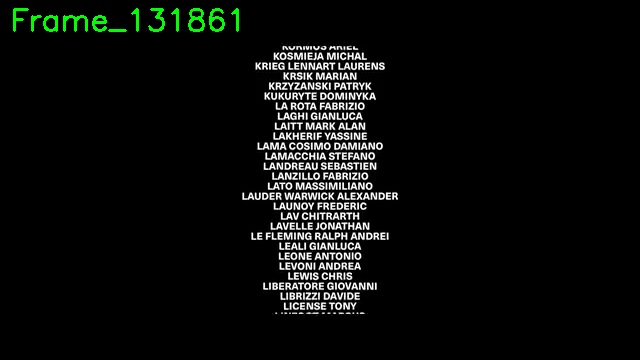 Frame_131861
KORMOS ARIEL
KOSMIEJA MICHAL
KRIEG LENNART LAURENS
KRSIK MARIAN
KRZYZANSKI PATRYK
KUKURYTE DOMINYKA
LA ROTA FABRIZIO
LAGHI GIANLUCA
LAITT MARK ALAN
LAKHERIF YASSINE
LAMA COSIMO DAMIANO
LAMACCHIA STEFANO
LANDREAU SEBASTIEN
LANZILLO FABRIZIO
LATO MASSIMILIANO
LAUDER WARWICK ALEXANDER
LAUNOY FREDERIC
LAV CHITRARTH
LAVELLE JONATHAN
LE FLEMING RALPH ANDREI
LEALI GIANLUCA
LEONE ANTONIO
LEVONI ANDREA
LEWIS CHRIS
LIBERATORE GIOVANNI
LIBRIZZI DAVIDE
LICENSE TONY